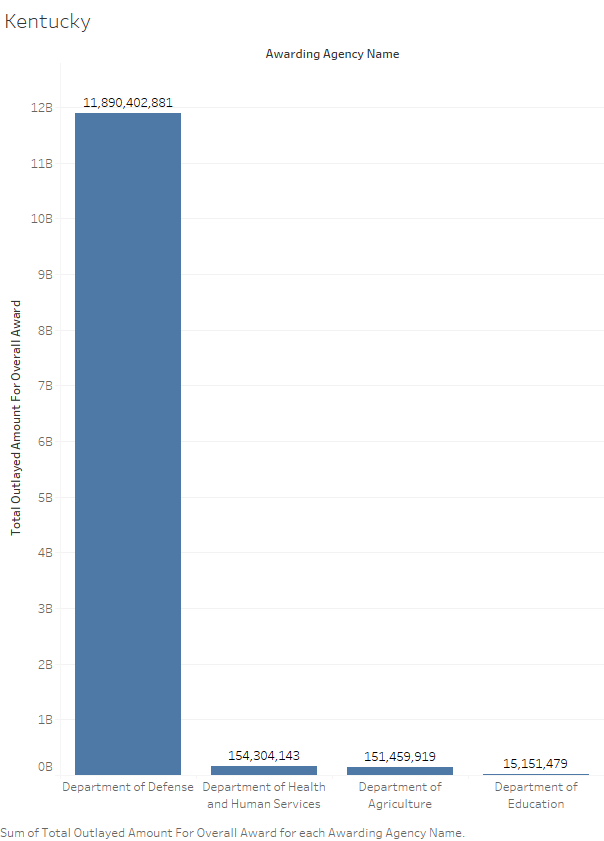 Kentucky
Awarding Agency Name
Total Outlayed Amount For Overall Award
12B
11B
10B
9B
8B
7B
6B
5B
4B
3B
2B
1B
0B
11,890,402,881
154,304,143
151,459,919
15,151,479
Department of Defense
Department of Health
and Human Services
Department of
Agriculture
Department of
Education
Sum of Total Outlayed Amount For Overall Award for each Awarding Agency Name.